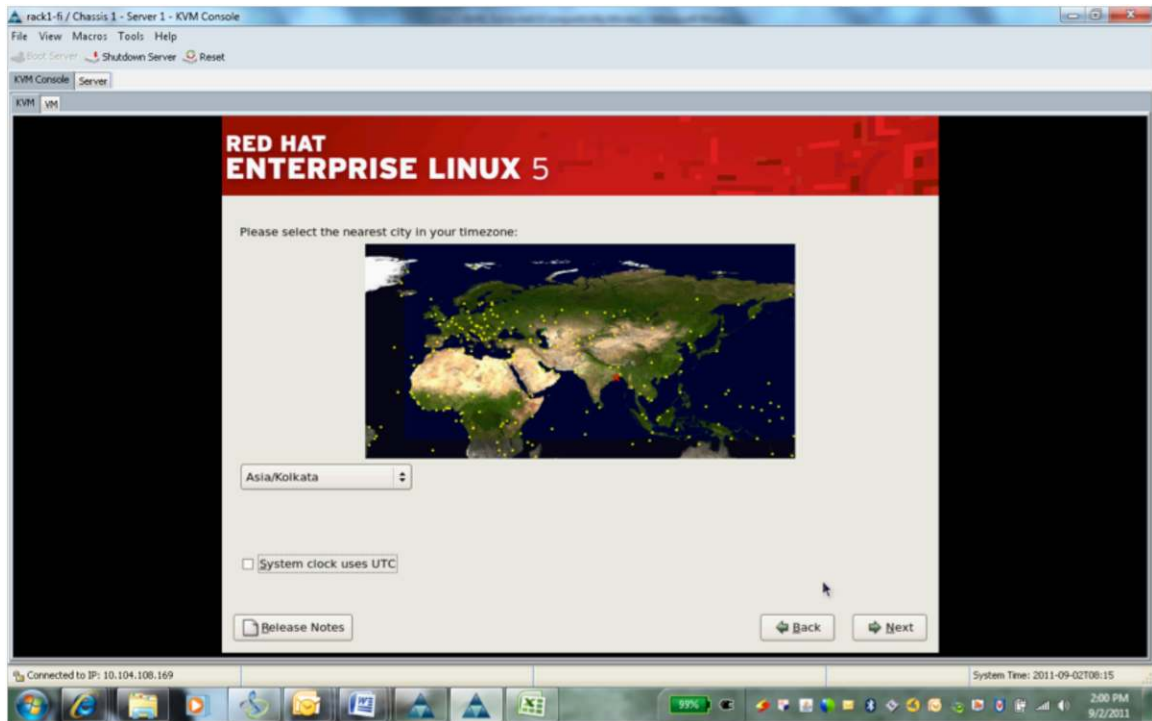 rack1-fi / Chassis 1 - Server 1 - KVM Console
File View Macros Tools Help
Boot Server Shutdown Server Reset
KVM Console Server
KVM VM
RED HAT
ENTERPRISE LINUX 5
Please select the nearest city in your timezone:
Asia/Kolkata
System clock uses UTC
Release Notes Back Next
Connected to IP: 10.104.108.169 System Time: 2011-09-02T08:15
99% 2:00 PM
9/2/2011